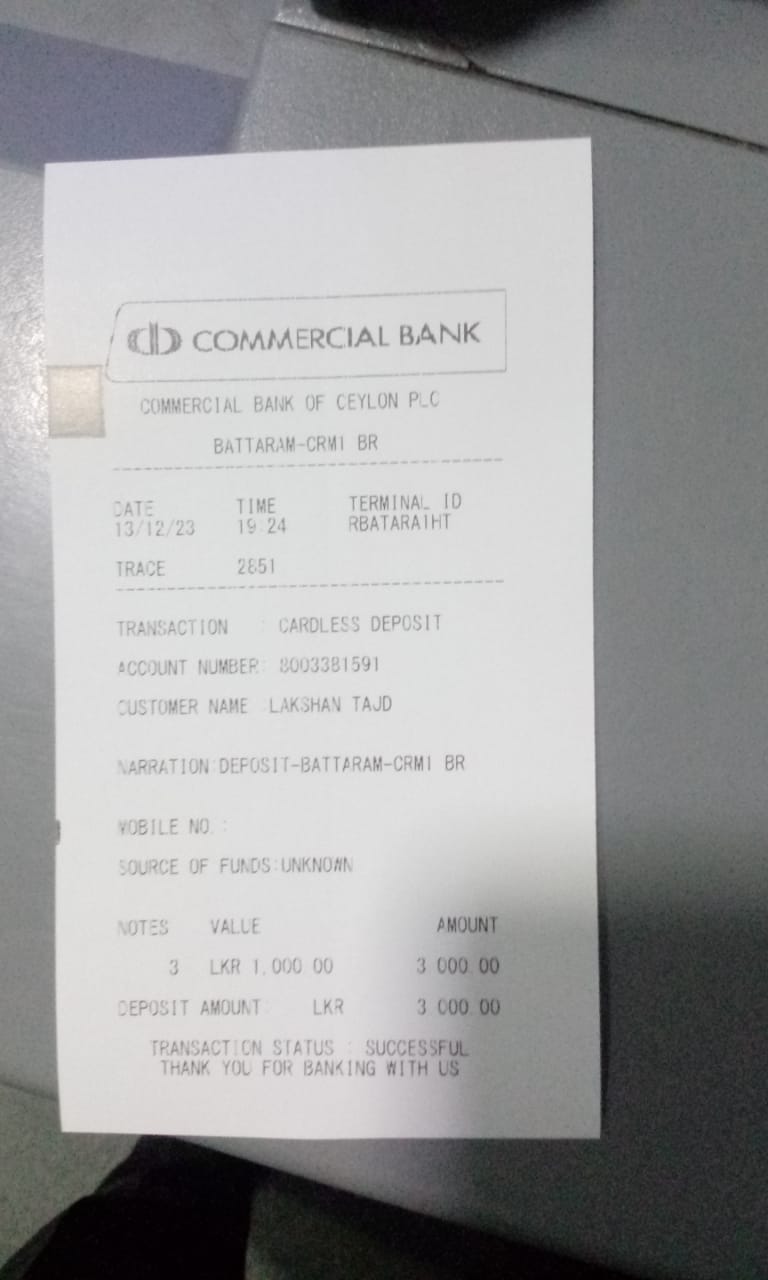 COMMERCIAL BANK
COMMERCIAL BANK OF CEYLON PLC
BATTARAM-CRM1 BR
DATE TIME TERMINAL ID
13/12/23 19:24 RBATARA1HT
TRACE 2851
TRANSACTION : CARDLESS DEPOSIT
ACCOUNT NUMBER: 8003381591
CUSTOMER NAME :LAKSHAN TAJD
NARRATION:DEPOSIT-BATTARAM-CRM1 BR
MOBILE NO. :
SOURCE OF FUNDS:UNKNOWN
NOTES VALUE AMOUNT
3 LKR 1,000.00 3,000.00
DEPOSIT AMOUNT: LKR 3,000.00
TRANSACTION STATUS : SUCCESSFUL
THANK YOU FOR BANKING WITH US